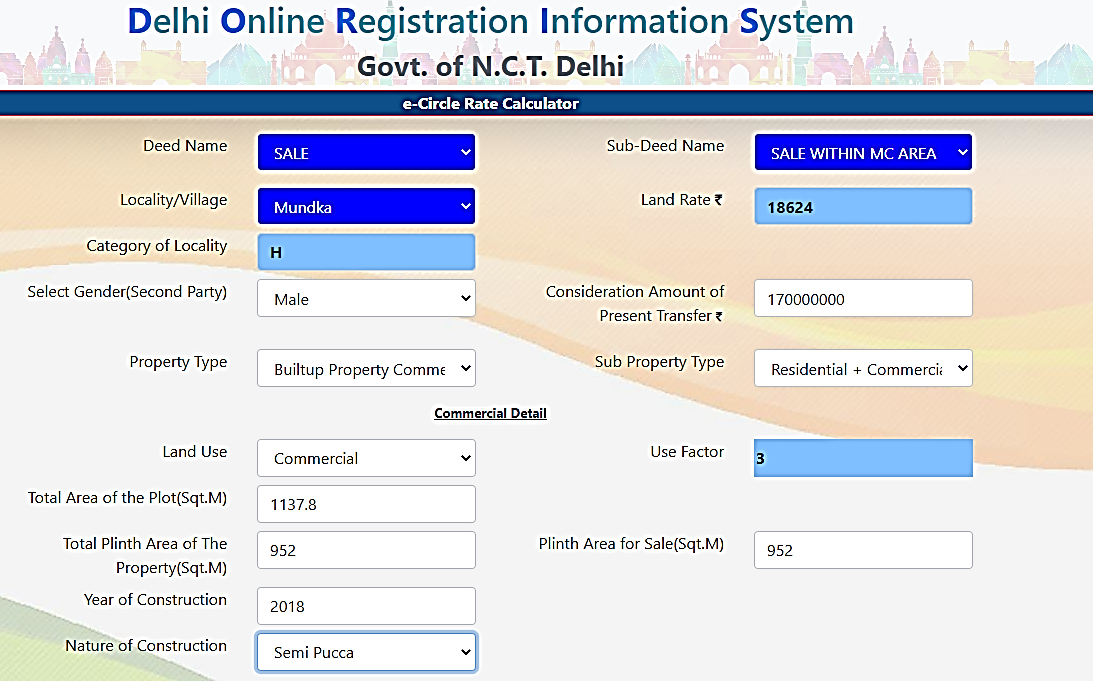 Delhi Online Registration Information System
Govt. of N.C.T. Delhi
e-Circle Rate Calculator
Deed Name SALE Sub-Deed Name SALE WITHIN MC AREA
Locality/Village Mundka Land Rate ₹ 18624
Category of Locality H
Select Gender(Second Party) Male Consideration Amount of
Present Transfer ₹ 170000000
Property Type Builtup Property Comme Sub Property Type Residential + Commercia
Commercial Detail
Land Use Commercial Use Factor 3
Total Area of the Plot(Sqt.M) 1137.8
Total Plinth Area of The
Property(Sqt.M) 952 Plinth Area for Sale(Sqt.M) 952
Year of Construction 2018
Nature of Construction Semi Pucca